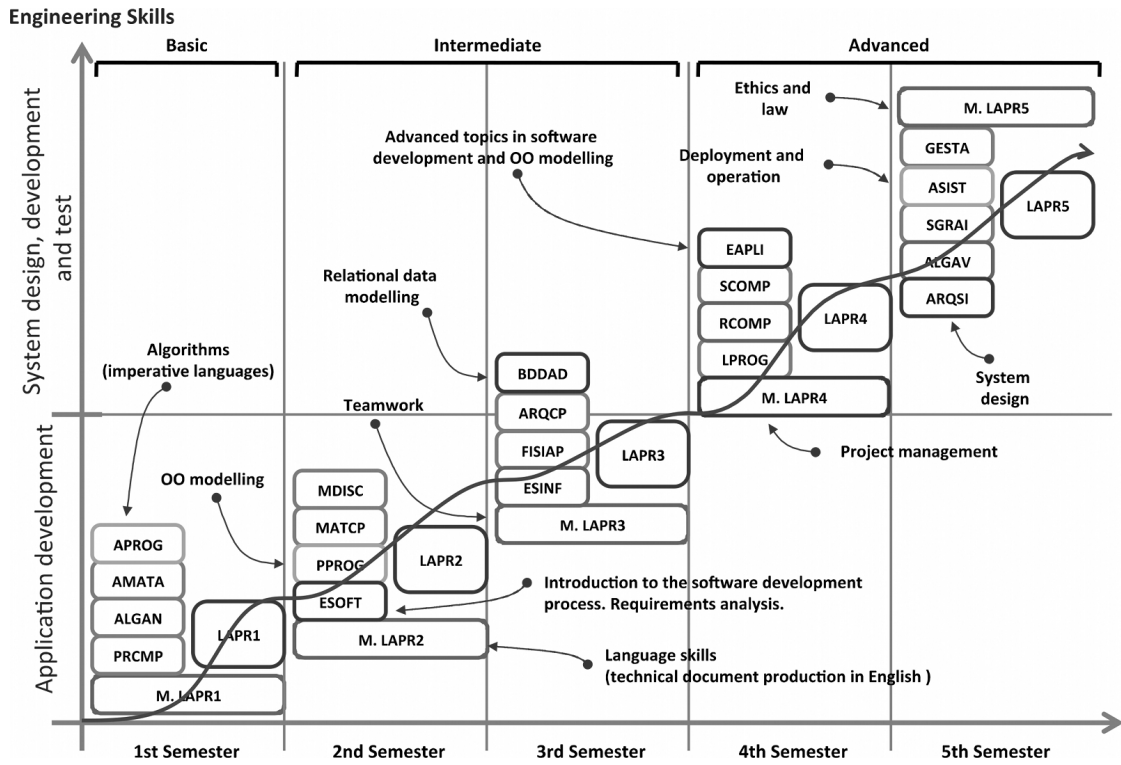 Engineering Skills
Basic
Intermediate
Advanced
System design, development
and test
Application development
Ethics and
law
M. LAPR5
GESTA
ASIST
SGRAI
ALGAV
ARQSI
LAPR5
Deployment and
operation
System
design
Advanced topics in software
development and OO modelling
EAPLI
SCOMP
RCOMP
LPROG
M. LAPR4
LAPR4
Project management
Relational data
modelling
BDDAD
ARQCP
FISIAP
ESINF
M. LAPR3
LAPR3
Teamwork
Algorithms
(imperative languages)
OO modelling
MDISC
MATCP
PPROG
ESOFT
M. LAPR2
LAPR2
Introduction to the software development
process. Requirements analysis.
Language skills
(technical document production in English )
APROG
AMATA
ALGAN
PRCMP
M. LAPR1
LAPR1
1st Semester
2nd Semester
3rd Semester
4th Semester
5th Semester